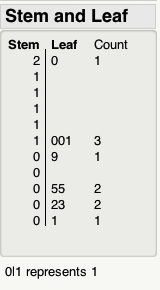 Stem and Leaf
Stem Leaf Count
2 0 1
1
1
1
1
1 001 3
0 9 1
0
0 55 2
0 23 2
0 1 1
0|1 represents 1